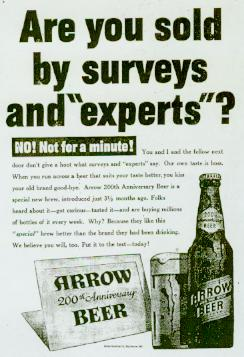 Are you sold
by surveys
and "experts"?
NO! Not for a minute! You and I and the fellow next
door don't give a hoot what surveys and "experts" say. Our own taste is boss.
When you run across a beer that suits your taste better, you kiss
your old brand good-bye. Arrow 200th Anniversary Beer is a
special new brew, introduced just 3½ months ago. Folks
heard about it—got curious—tasted it—and are buying millions
of bottles of it every week. Why? Because they like this
"special" brew better than the brand they had been drinking.
We believe you will, too. Put it to the test—today!
ARROW
200th Anniversary
BEER
ARROW
BEER